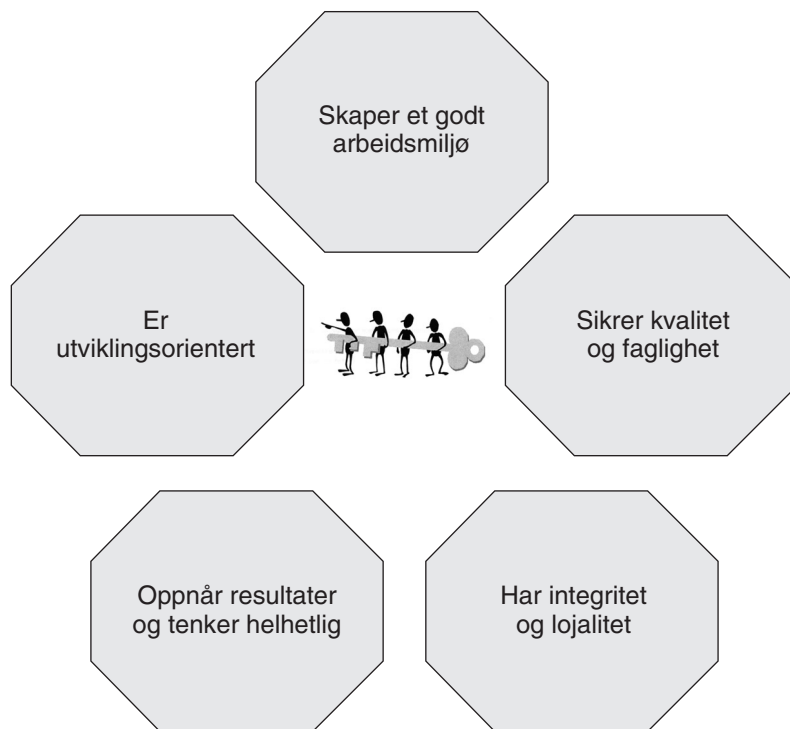 Skaper et godt
arbeidsmiljø
Er
utviklingsorientert
Sikrer kvalitet
og faglighet
Oppnår resultater
og tenker helhetlig
Har integritet
og lojalitet